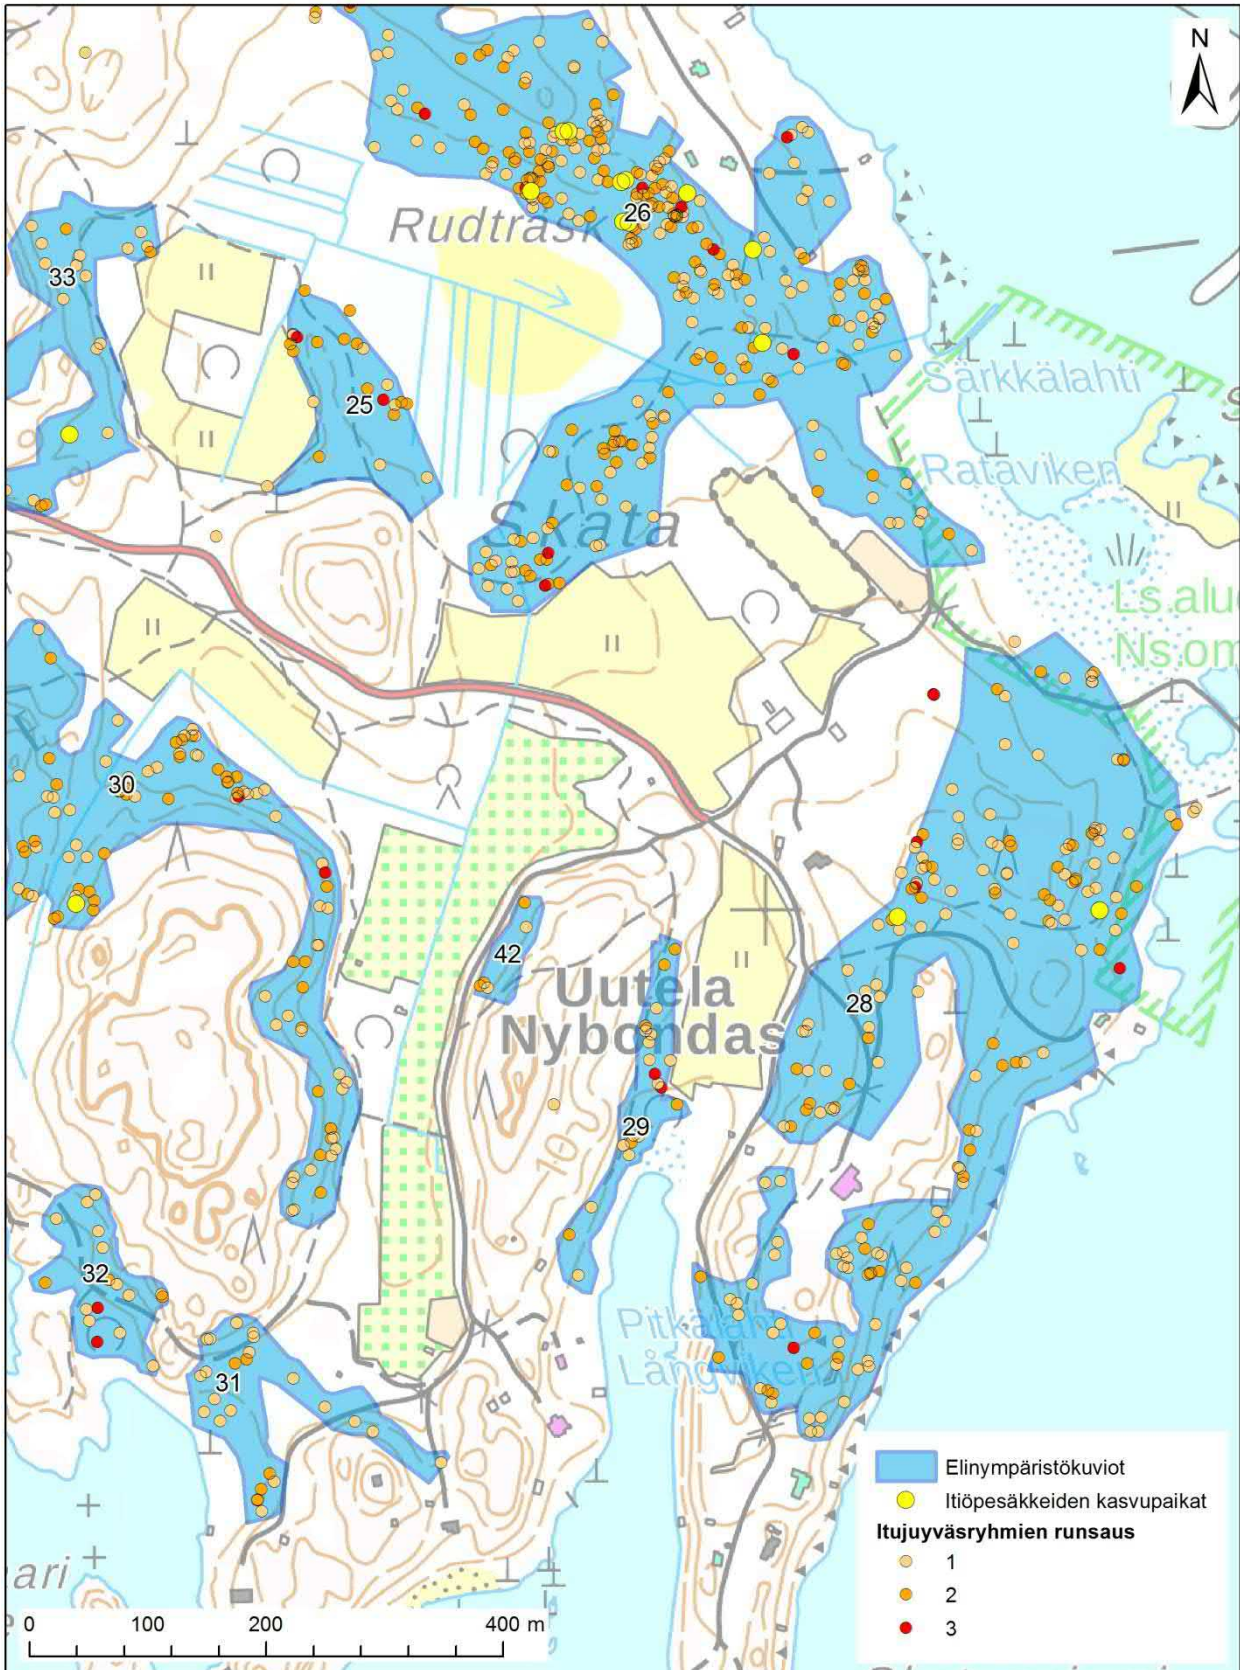 N
Rudträsk
26
33
25
Särkkälahti
Rataviken
Skata
Ls.alu
Ns.om
30
42
Uutela
Nybondas
28
29
10
32
Pitkälahti
Långviken
31
Elinympäristökuviot
Itiöpesäkkeiden kasvupaikat
Itujuyväsryhmien runsaus
1
2
3
ari
0 100 200 400 m